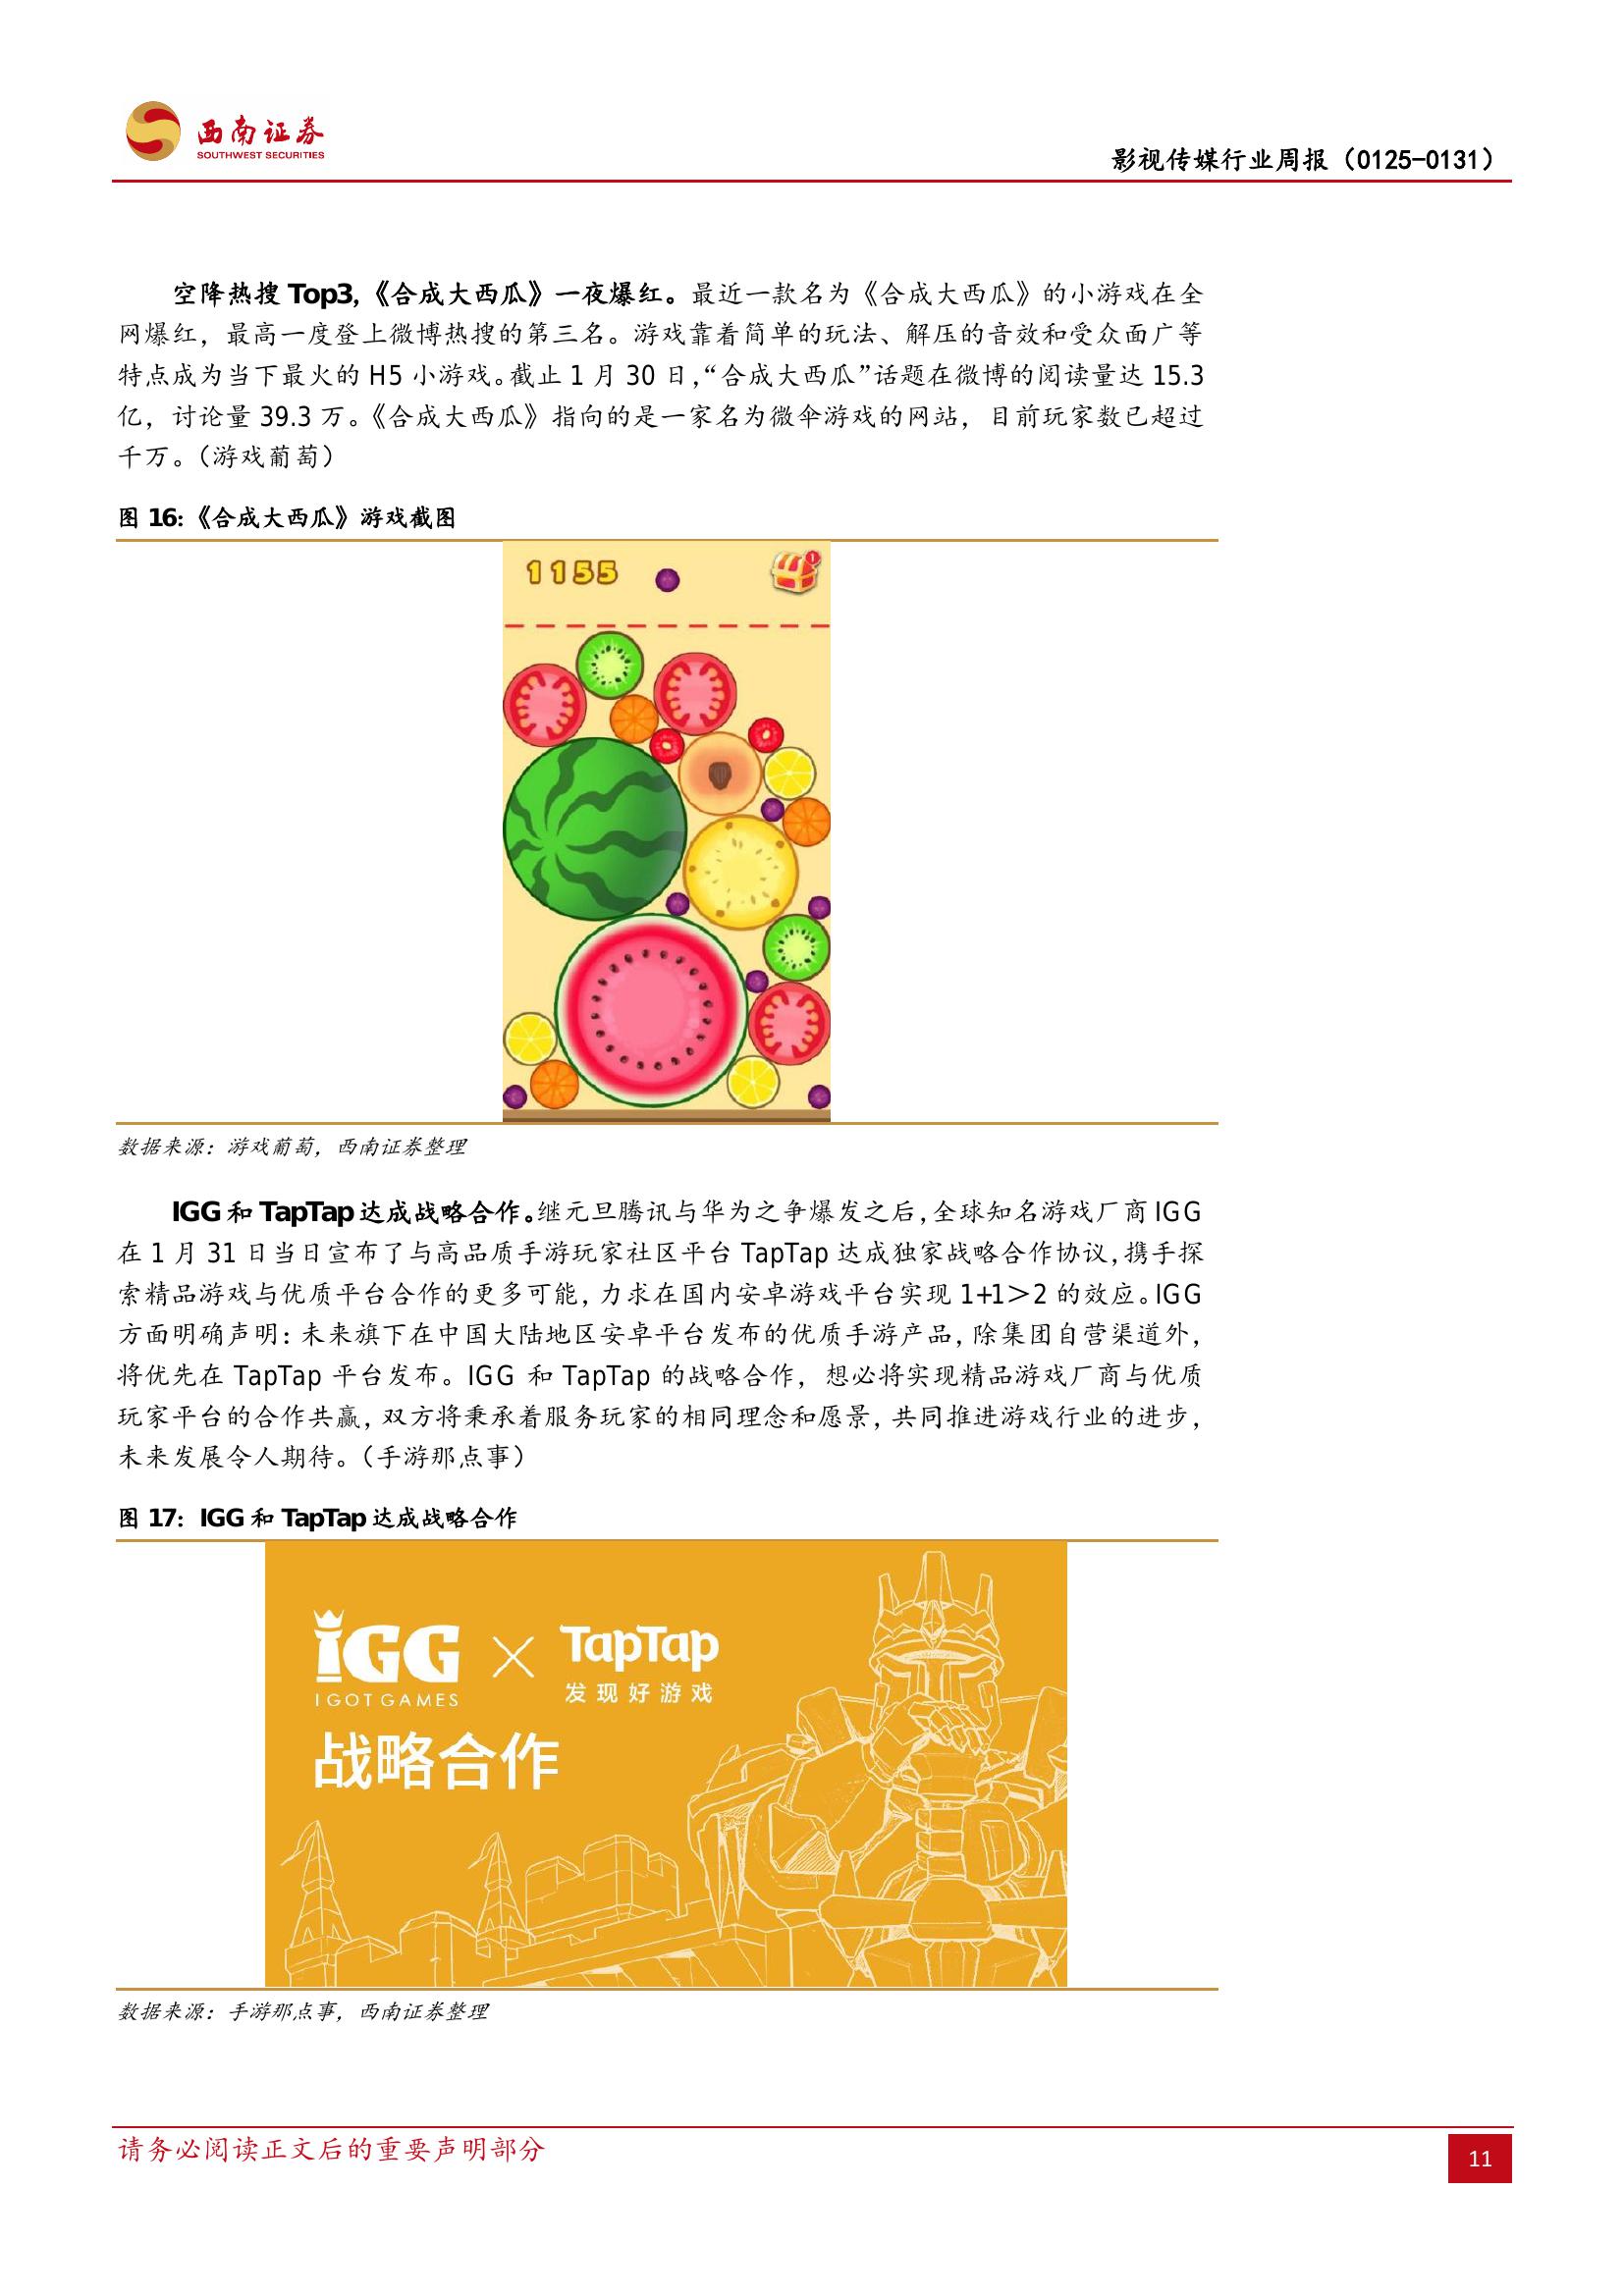 西南证券
SOUTHWEST SECURITIES
影视传媒行业周报（0125-0131）
空降热搜 Top3，《合成大西瓜》一夜爆红。最近一款名为《合成大西瓜》的小游戏在全
网爆红，最高一度登上微博热搜的第三名。游戏靠着简单的玩法、解压的音效和受众面广等
特点成为当下最火的 H5 小游戏。截止 1 月 30 日，“合成大西瓜”话题在微博的阅读量达 15.3
亿，讨论量 39.3 万。《合成大西瓜》指向的是一家名为微伞游戏的网站，目前玩家数已超过
千万。（游戏葡萄）
图 16：《合成大西瓜》游戏截图
1155
1
数据来源：游戏葡萄，西南证券整理
IGG 和 TapTap 达成战略合作。继元旦腾讯与华为之争爆发之后，全球知名游戏厂商 IGG
在 1 月 31 日当日宣布了与高品质手游玩家社区平台 TapTap 达成独家战略合作协议，携手探
索精品游戏与优质平台合作的更多可能，力求在国内安卓游戏平台实现 1+1＞2 的效应。IGG
方面明确声明：未来旗下在中国大陆地区安卓平台发布的优质手游产品，除集团自营渠道外，
将优先在 TapTap 平台发布。IGG 和 TapTap 的战略合作，想必将实现精品游戏厂商与优质
玩家平台的合作共赢，双方将秉承着服务玩家的相同理念和愿景，共同推进游戏行业的进步，
未来发展令人期待。（手游那点事）
图 17：IGG 和 TapTap 达成战略合作
IGG × TapTap
I GOT GAMES 发现好游戏
战略合作
数据来源：手游那点事，西南证券整理
请务必阅读正文后的重要声明部分
11